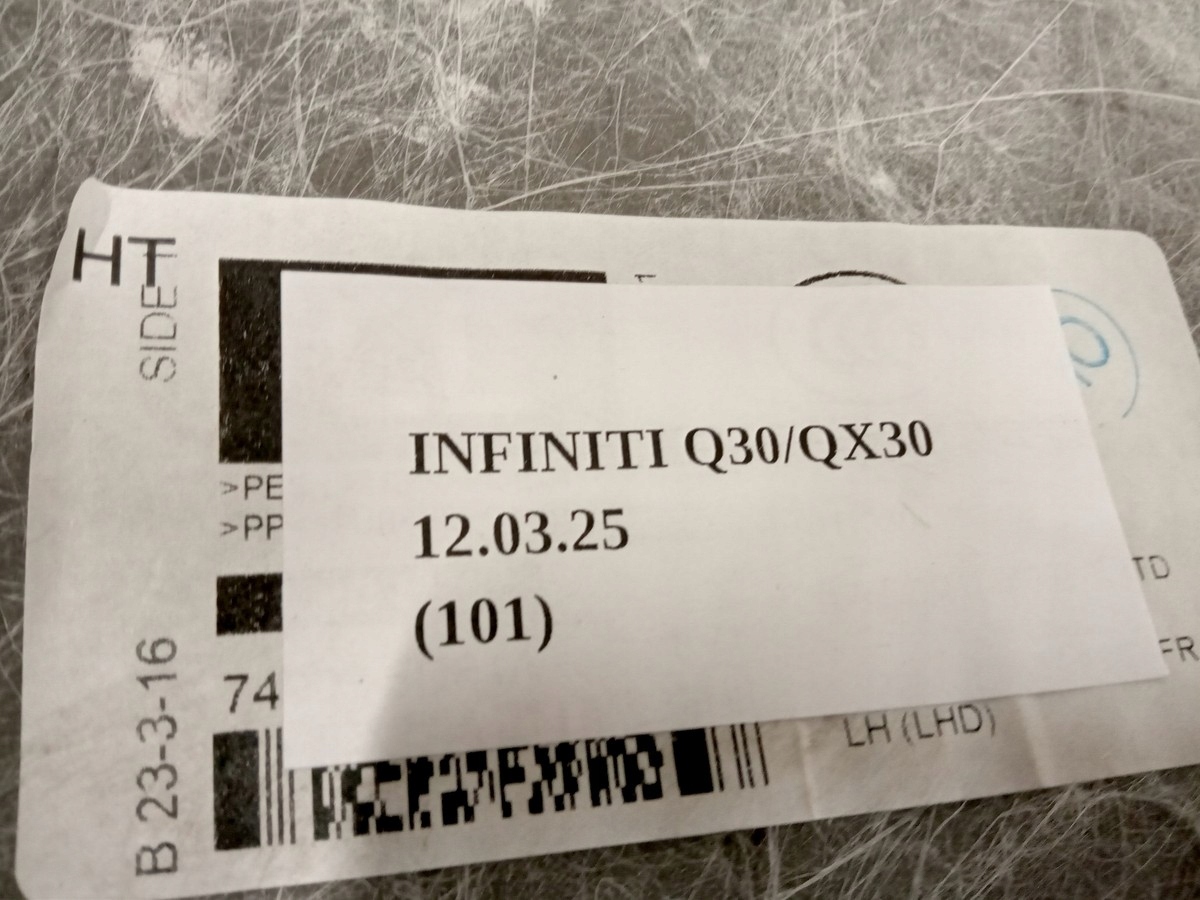 HT
SIDE
>PE
>PP
74
B 23-3-16
INFINITI Q30/QX30
12.03.25
(101)
TD
FR
LH (LHD)